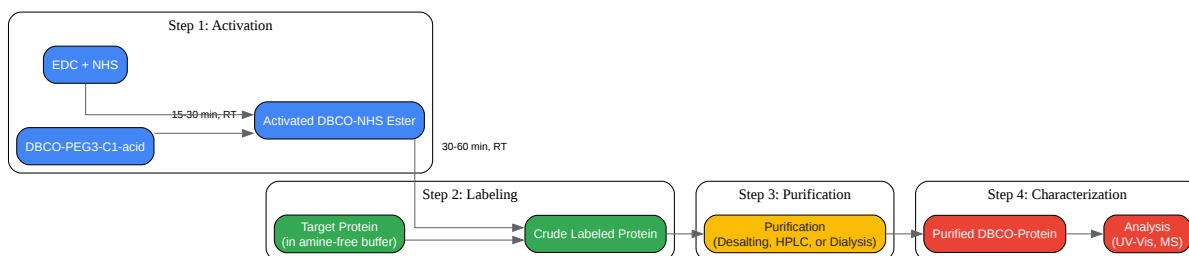 Step 1: Activation
EDC + NHS
15-30 min, RT
Activated DBCO-NHS Ester
DBCO-PEG3-C1-acid
30-60 min, RT
Step 2: Labeling
Target Protein
(in amine-free buffer)
Crude Labeled Protein
Step 3: Purification
Purification
(Desalting, HPLC, or Dialysis)
Step 4: Characterization
Purified DBCO-Protein
Analysis
(UV-Vis, MS)